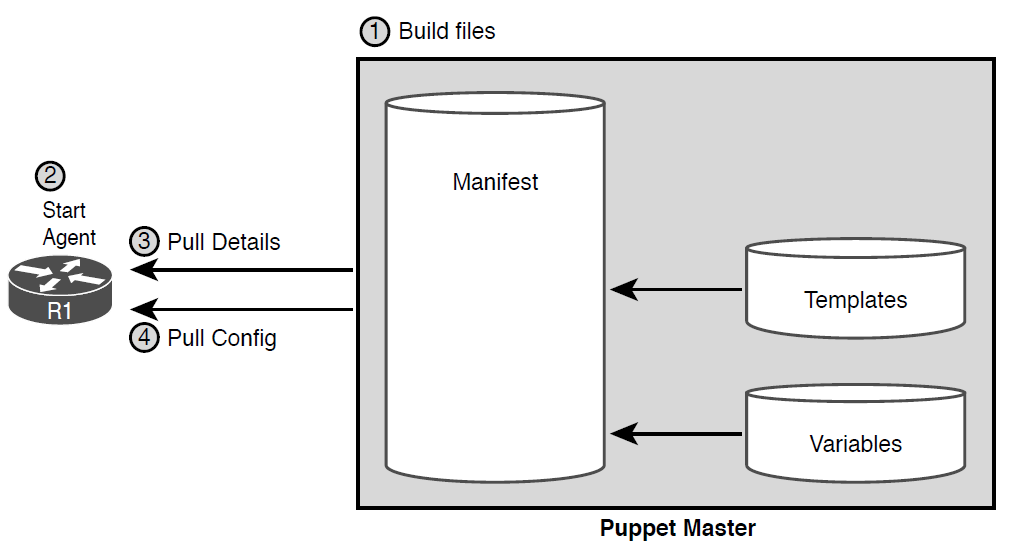 1 Build files
Manifest
2
Start
Agent
3 Pull Details
R1
4 Pull Config
Templates
Variables
Puppet Master